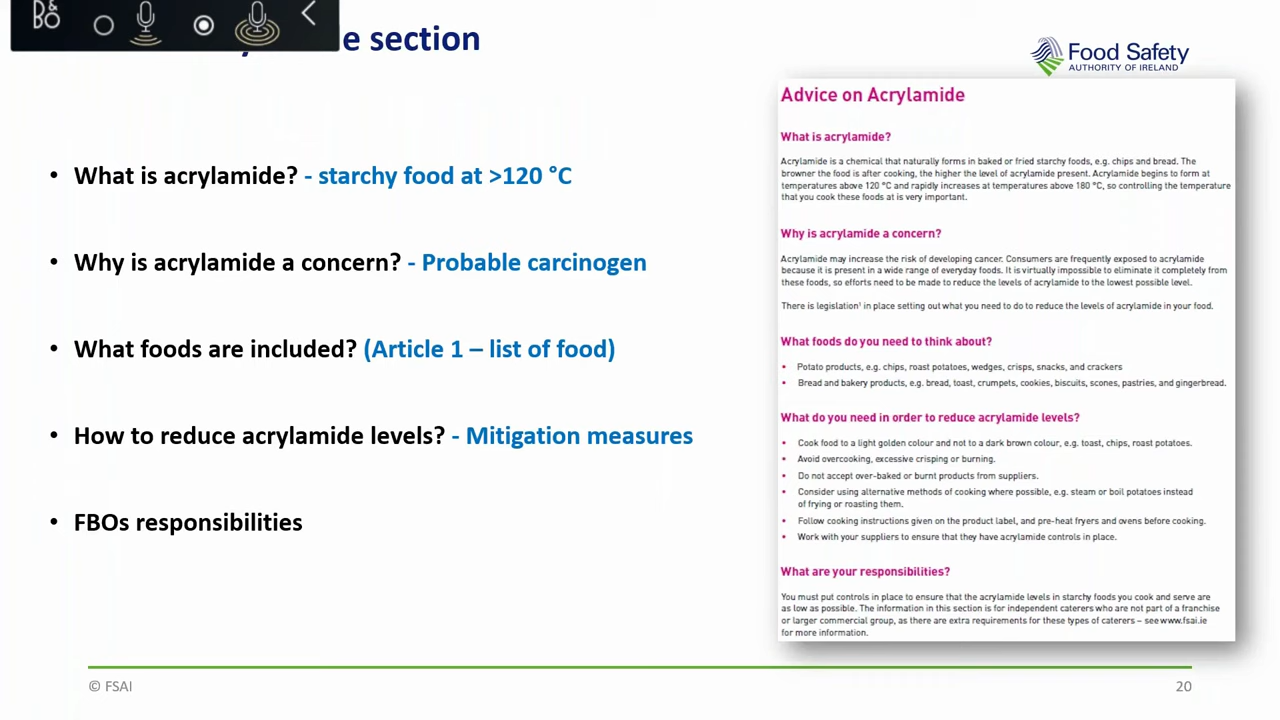 e section
Food Safety
AUTHORITY OF IRELAND
• What is acrylamide? - starchy food at >120 °C
• Why is acrylamide a concern? - Probable carcinogen
• What foods are included? (Article 1 – list of food)
• How to reduce acrylamide levels? - Mitigation measures
• FBOs responsibilities
Advice on Acrylamide
What is acrylamide?
Acrylamide is a chemical that naturally forms in baked or fried starchy foods, e.g. chips and bread. The
browner the food is after cooking, the higher the level of acrylamide present. Acrylamide begins to form at
temperatures above 120 °C and rapidly increases at temperatures above 180 °C, so controlling the temperature
that you cook these foods at is very important.
Why is acrylamide a concern?
Acrylamide may increase the risk of developing cancer. Consumers are frequently exposed to acrylamide
because it is present in a wide range of everyday foods. It is virtually impossible to eliminate it completely from
these foods, so efforts need to be made to reduce the levels of acrylamide to the lowest possible level.
There is legislation¹ in place setting out what you need to do to reduce the levels of acrylamide in your food.
What foods do you need to think about?
• Potato products, e.g. chips, roast potatoes, wedges, crisps, snacks, and crackers
• Bread and bakery products, e.g. bread, toast, crumpets, cookies, biscuits, scones, pastries, and gingerbread.
What do you need in order to reduce acrylamide levels?
• Cook food to a light golden colour and not to a dark brown colour, e.g. toast, chips, roast potatoes.
• Avoid overcooking, excessive crisping or burning.
• Do not accept over-baked or burnt products from suppliers.
• Consider using alternative methods of cooking where possible, e.g. steam or boil potatoes instead
of frying or roasting them.
• Follow cooking instructions given on the product label, and pre-heat fryers and ovens before cooking.
• Work with your suppliers to ensure that they have acrylamide controls in place.
What are your responsibilities?
You must put controls in place to ensure that the acrylamide levels in starchy foods you cook and serve are
as low as possible. The information in this section is for independent caterers who are not part of a franchise
or larger commercial group, as there are extra requirements for these types of caterers – see www.fsai.ie
for more information.
© FSAI
20